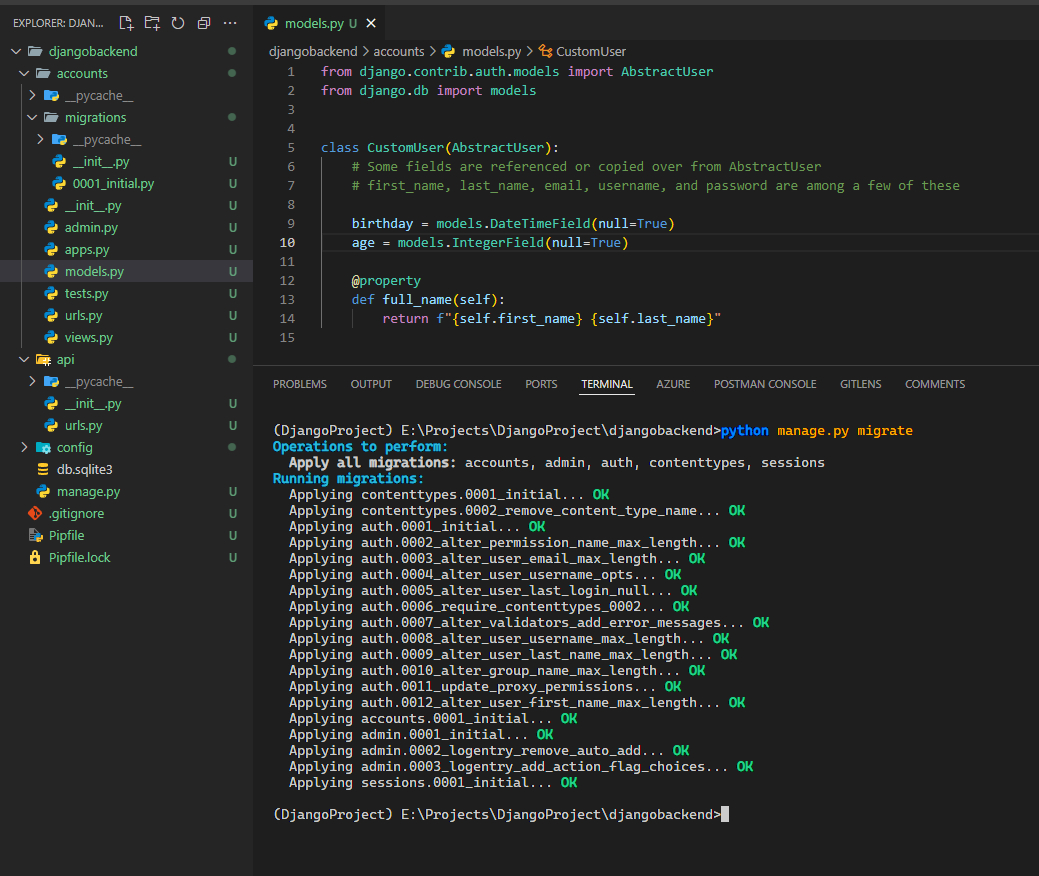 EXPLORER: DJAN...
djangobackend
accounts
__pycache__
migrations
__pycache__
__init__.py U
0001_initial.py U
__init__.py U
admin.py U
apps.py U
models.py U
tests.py U
urls.py U
views.py U
api
__pycache__
__init__.py U
urls.py U
config
db.sqlite3
manage.py U
.gitignore U
Pipfile U
Pipfile.lock U
models.py U
djangobackend > accounts > models.py > CustomUser
1 from django.contrib.auth.models import AbstractUser
2 from django.db import models
3
4
5 class CustomUser(AbstractUser):
6 # Some fields are referenced or copied over from AbstractUser
7 # first_name, last_name, email, username, and password are among a few of these
8
9 birthday = models.DateTimeField(null=True)
10 age = models.IntegerField(null=True)
11
12 @property
13 def full_name(self):
14 return f"{self.first_name} {self.last_name}"
15
PROBLEMS OUTPUT DEBUG CONSOLE PORTS TERMINAL AZURE POSTMAN CONSOLE GITLENS COMMENTS
(DjangoProject) E:\Projects\DjangoProject\djangobackend>python manage.py migrate
Operations to perform:
Apply all migrations: accounts, admin, auth, contenttypes, sessions
Running migrations:
Applying contenttypes.0001_initial... OK
Applying contenttypes.0002_remove_content_type_name... OK
Applying auth.0001_initial... OK
Applying auth.0002_alter_permission_name_max_length... OK
Applying auth.0003_alter_user_email_max_length... OK
Applying auth.0004_alter_user_username_opts... OK
Applying auth.0005_alter_user_last_login_null... OK
Applying auth.0006_require_contenttypes_0002... OK
Applying auth.0007_alter_validators_add_error_messages... OK
Applying auth.0008_alter_user_username_max_length... OK
Applying auth.0009_alter_user_last_name_max_length... OK
Applying auth.0010_alter_group_name_max_length... OK
Applying auth.0011_update_proxy_permissions... OK
Applying auth.0012_alter_user_first_name_max_length... OK
Applying accounts.0001_initial... OK
Applying admin.0001_initial... OK
Applying admin.0002_logentry_remove_auto_add... OK
Applying admin.0003_logentry_add_action_flag_choices... OK
Applying sessions.0001_initial... OK
(DjangoProject) E:\Projects\DjangoProject\djangobackend>